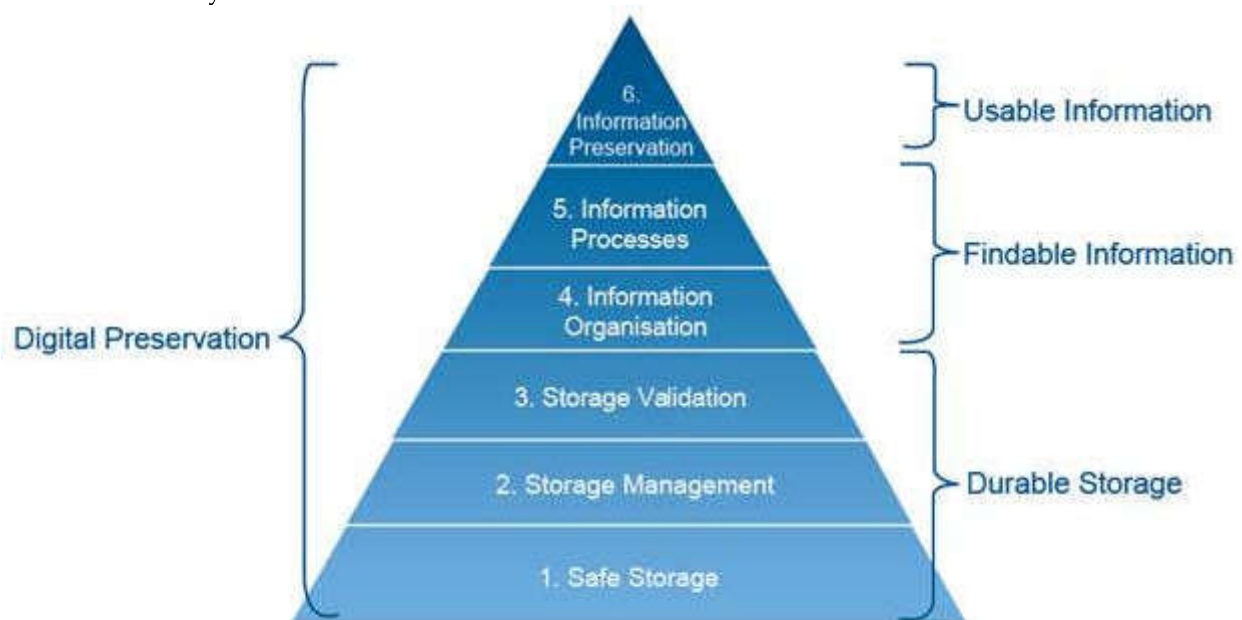 6.
Information
Preservation
5. Information
Processes
4. Information
Organisation
3. Storage Validation
2. Storage Management
1. Safe Storage
Digital Preservation
Usable Information
Findable Information
Durable Storage